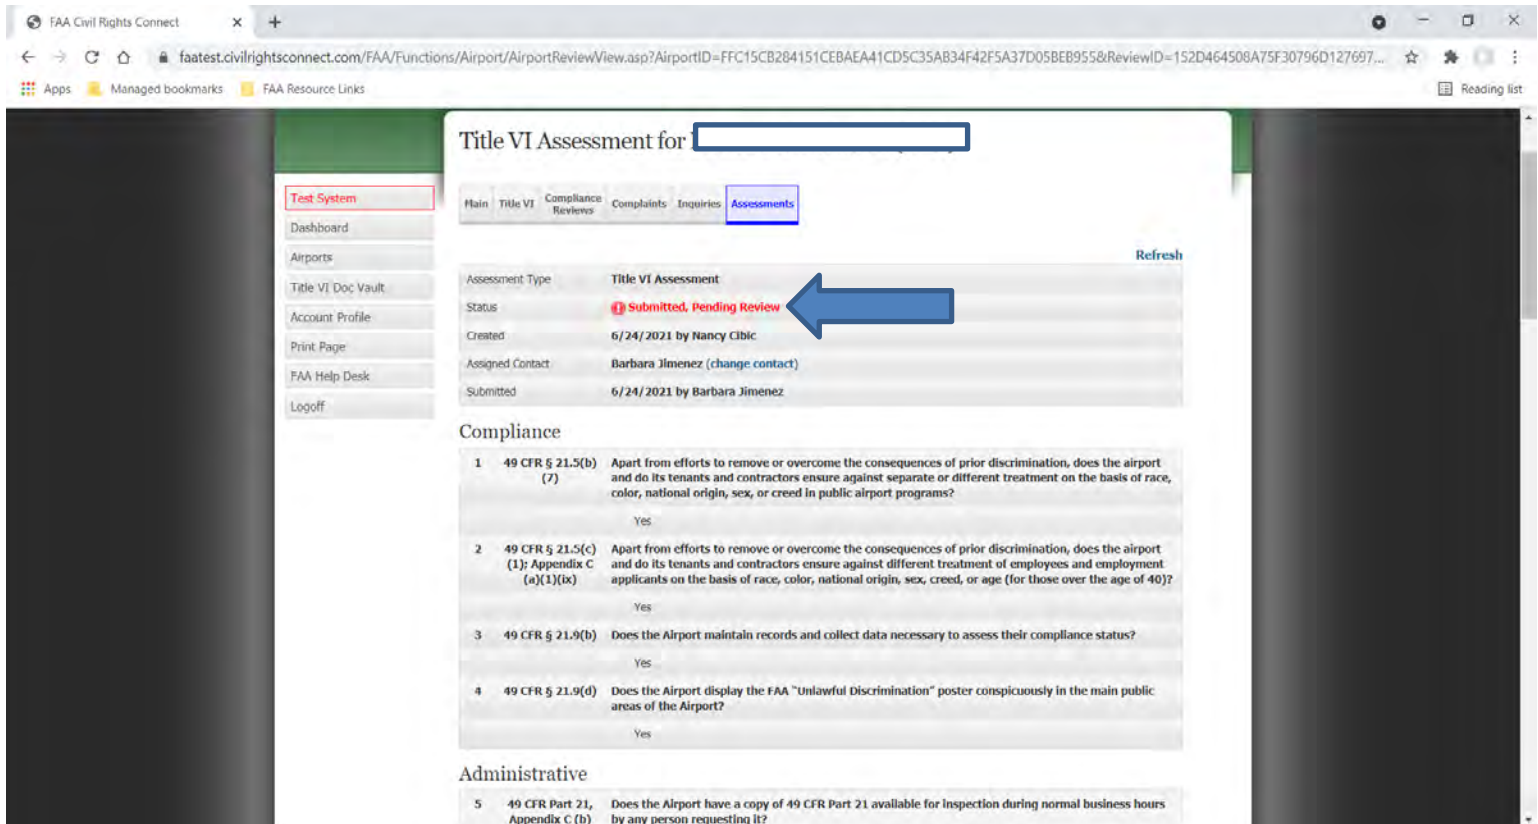 FAA Civil Rights Connect
faatest.civilrightsconnect.com/FAA/Functions/Airport/AirportReviewView.asp?AirportID=FFC15CB284151CEBAEA41CD5C35AB34F42F5A37D05BEB955&ReviewID=152D464508A75F30796D127697...
Apps Managed bookmarks FAA Resource Links Reading list
Title VI Assessment for
Test System
Dashboard
Airports
Title VI Doc Vault
Account Profile
Print Page
FAA Help Desk
Logoff
Main Title VI Compliance Reviews Complaints Inquiries Assessments
Refresh
Assessment Type Title VI Assessment
Status Submitted, Pending Review
Created 6/24/2021 by Nancy Cibic
Assigned Contact Barbara Jimenez (change contact)
Submitted 6/24/2021 by Barbara Jimenez
Compliance
1 49 CFR § 21.5(b) Apart from efforts to remove or overcome the consequences of prior discrimination, does the airport
(7) and do its tenants and contractors ensure against separate or different treatment on the basis of race,
color, national origin, sex, or creed in public airport programs?
Yes
2 49 CFR § 21.5(c) Apart from efforts to remove or overcome the consequences of prior discrimination, does the airport
(1); Appendix C and do its tenants and contractors ensure against different treatment of employees and employment
(a)(1)(ix) applicants on the basis of race, color, national origin, sex, creed, or age (for those over the age of 40)?
Yes
3 49 CFR § 21.9(b) Does the Airport maintain records and collect data necessary to assess their compliance status?
Yes
4 49 CFR § 21.9(d) Does the Airport display the FAA "Unlawful Discrimination" poster conspicuously in the main public
areas of the Airport?
Yes
Administrative
5 49 CFR Part 21, Does the Airport have a copy of 49 CFR Part 21 available for inspection during normal business hours
Appendix C (b) by any person requesting it?